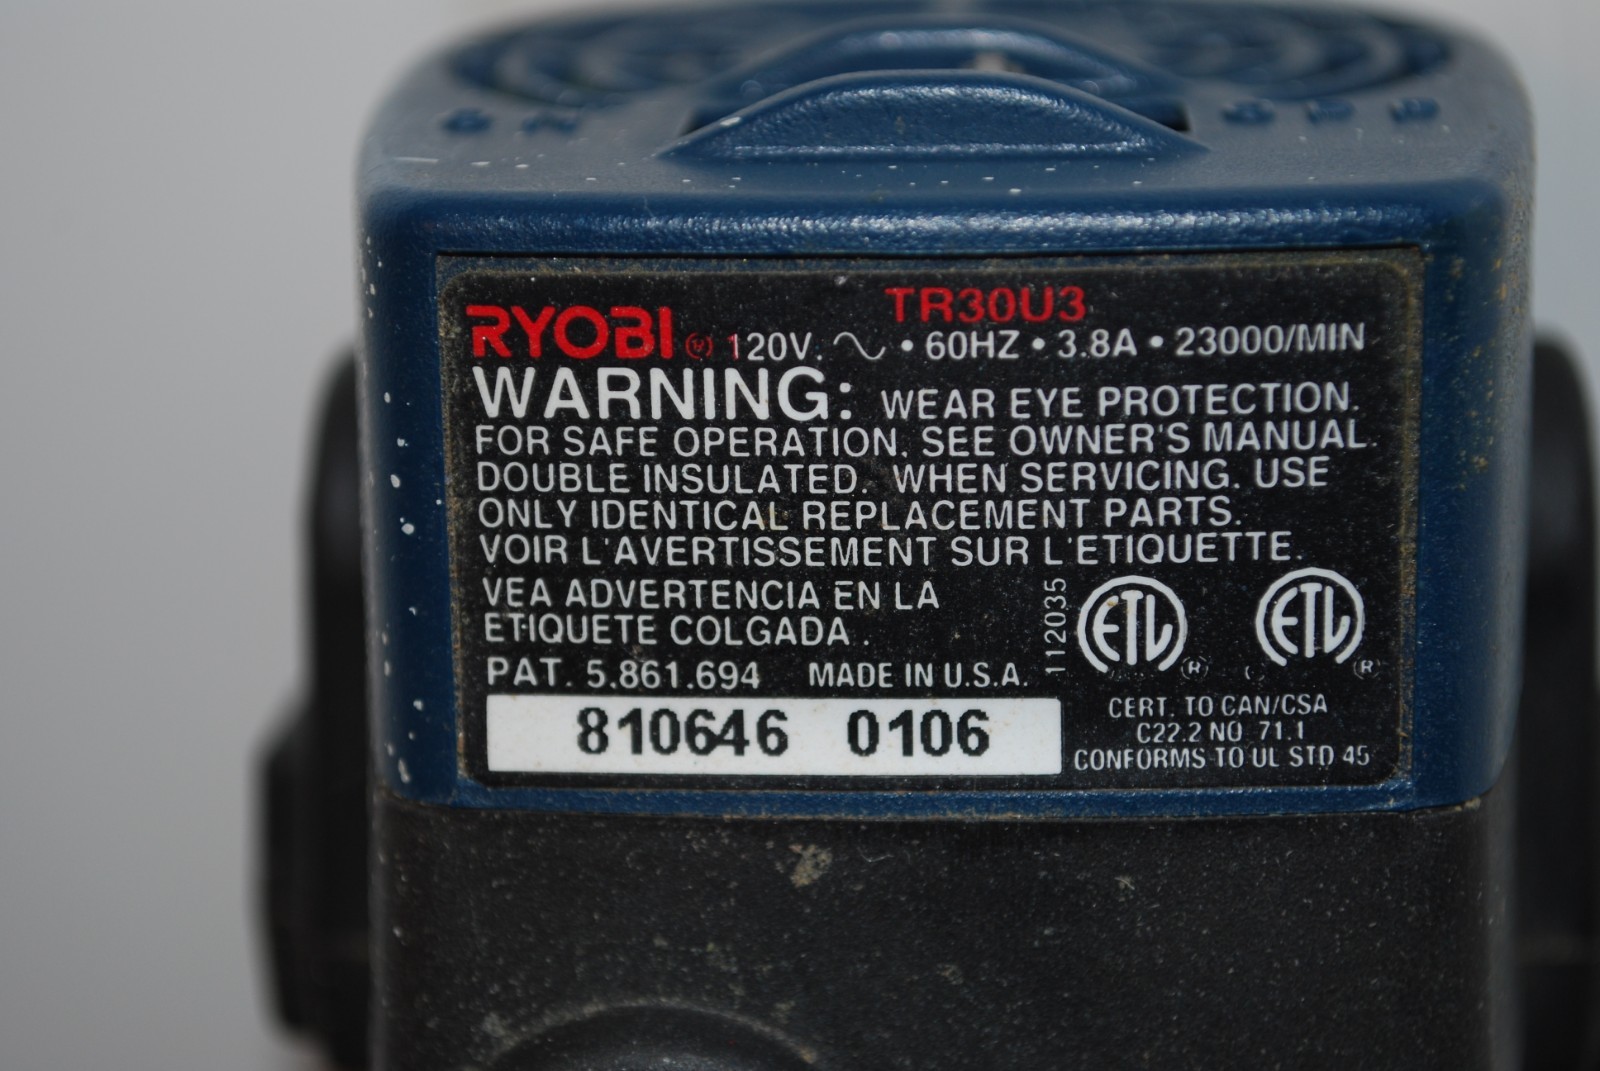 TR30U3
RYOBI ® 120V. ∿ • 60HZ • 3.8A • 23000/MIN
WARNING: WEAR EYE PROTECTION.
FOR SAFE OPERATION, SEE OWNER'S MANUAL.
DOUBLE INSULATED. WHEN SERVICING, USE
ONLY IDENTICAL REPLACEMENT PARTS.
VOIR L'AVERTISSEMENT SUR L'ETIQUETTE.
VEA ADVERTENCIA EN LA
ETIQUETE COLGADA.
PAT. 5.861.694 MADE IN U.S.A.
112035
ETL ® ETL ®
810646 0106
CERT. TO CAN/CSA
C22.2 NO. 71.1
CONFORMS TO UL STD 45